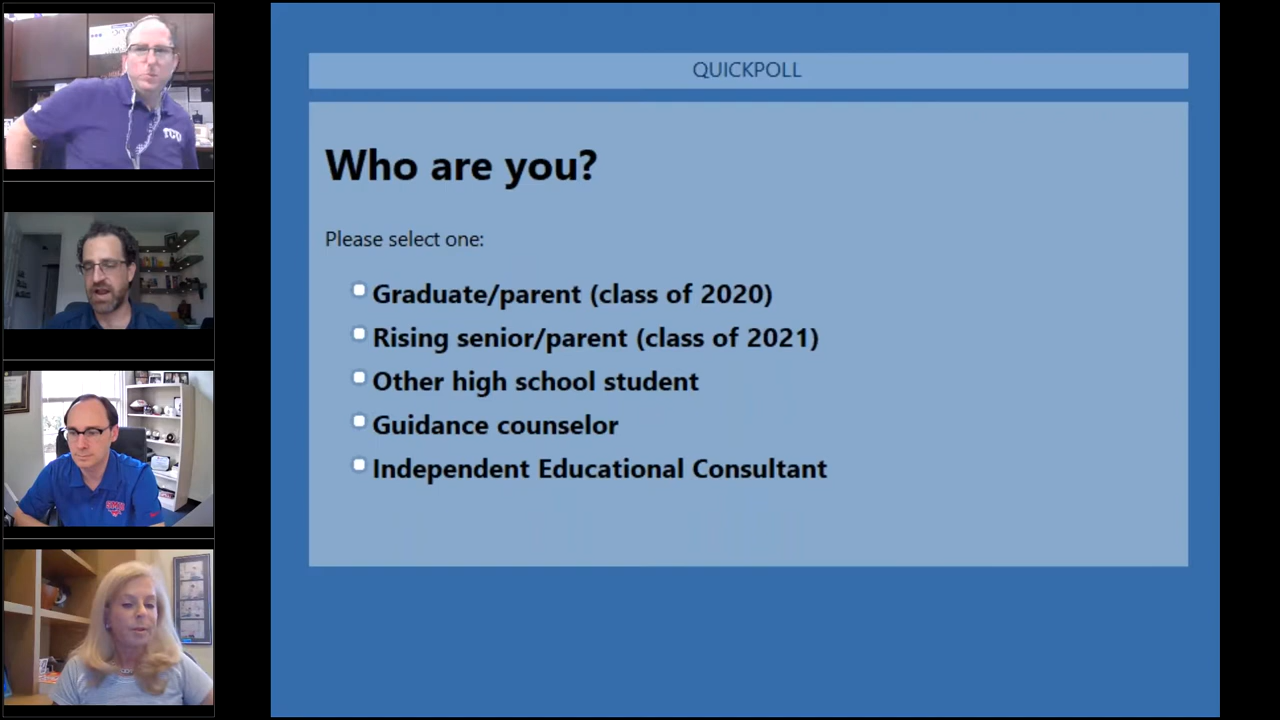 TCU
QUICKPOLL
Who are you?
Please select one:
Graduate/parent (class of 2020)
Rising senior/parent (class of 2021)
Other high school student
Guidance counselor
Independent Educational Consultant